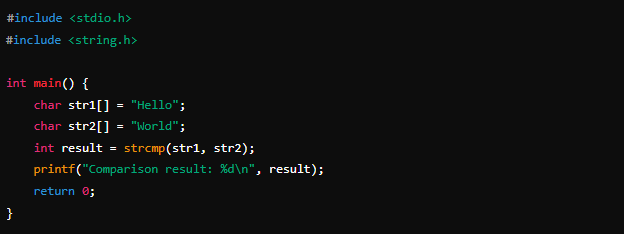 #include <stdio.h>
#include <string.h>

int main() {
    char str1[] = "Hello";
    char str2[] = "World";
    int result = strcmp(str1, str2);
    printf("Comparison result: %d\n", result);
    return 0;
}